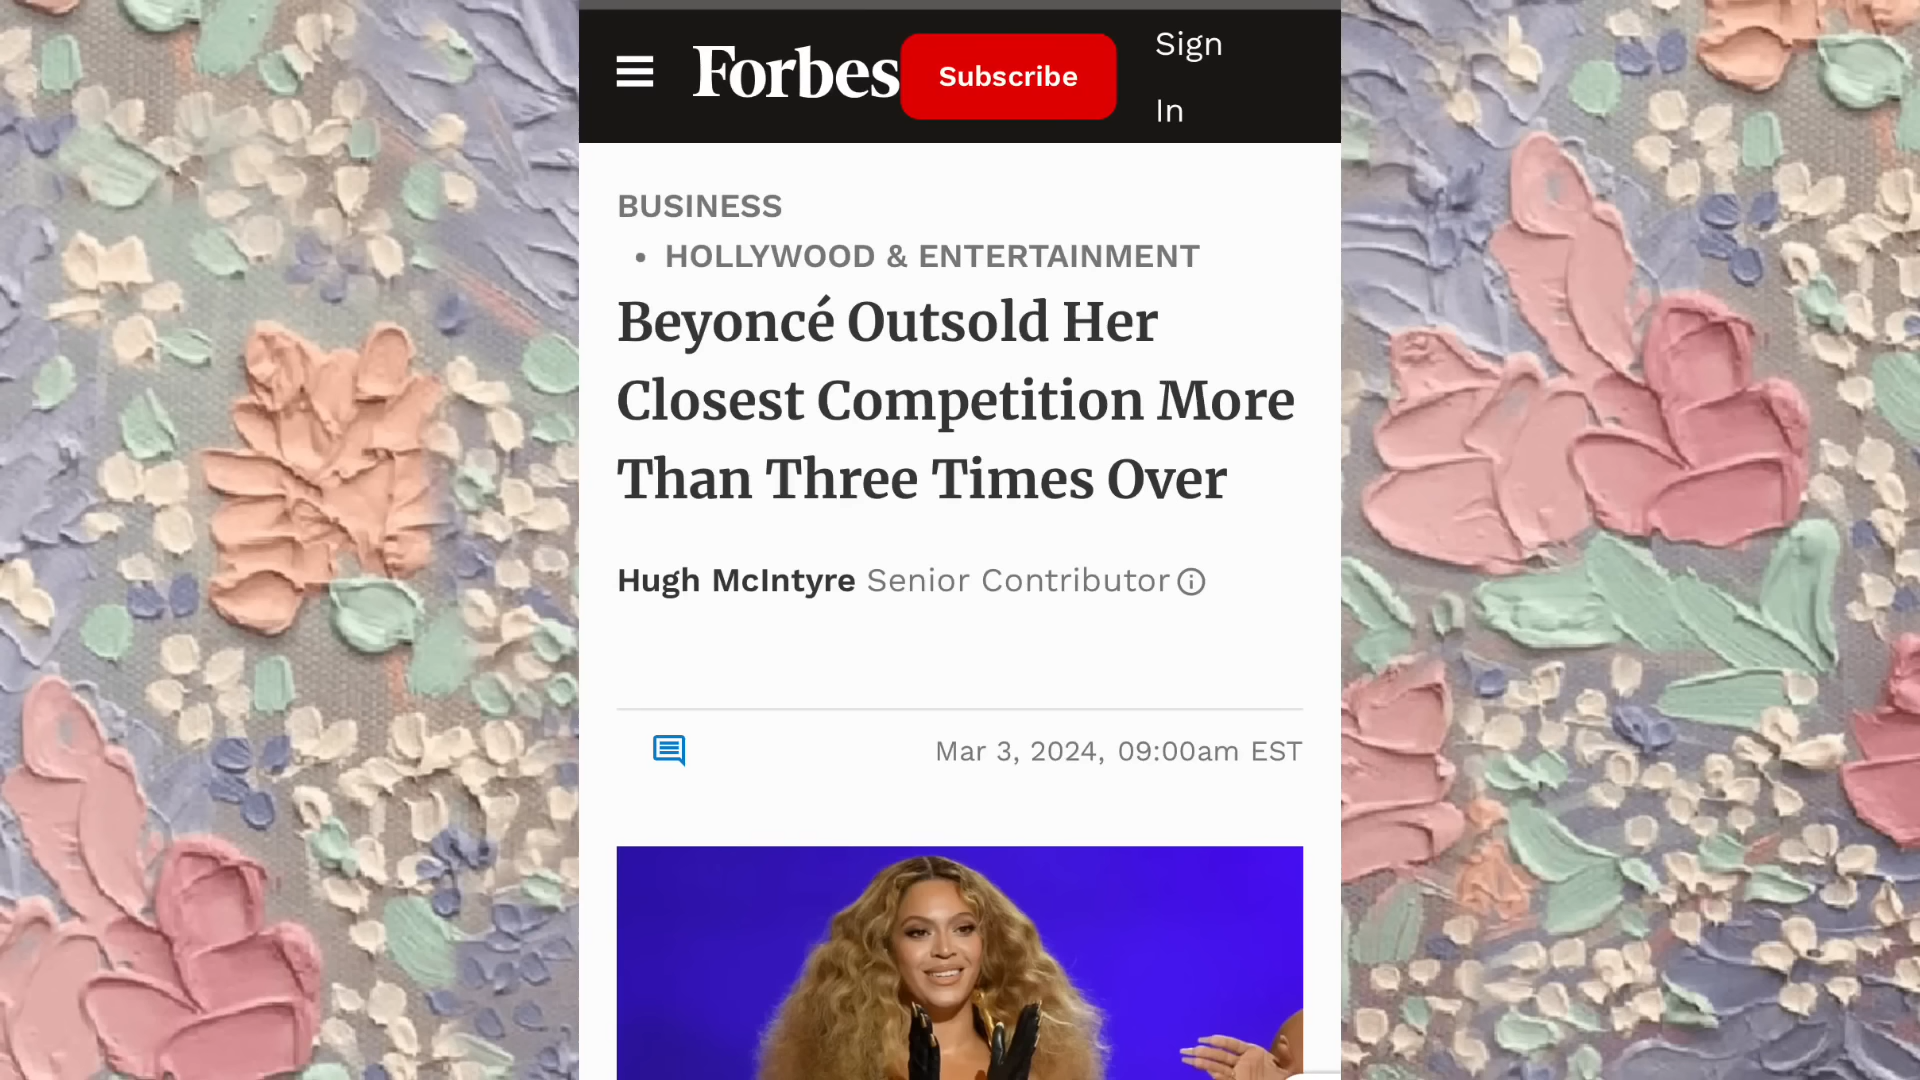 Forbes
Subscribe
Sign
In
BUSINESS
• HOLLYWOOD & ENTERTAINMENT
Beyoncé Outsold Her
Closest Competition More
Than Three Times Over
Hugh McIntyre Senior Contributor
Mar 3, 2024, 09:00am EST